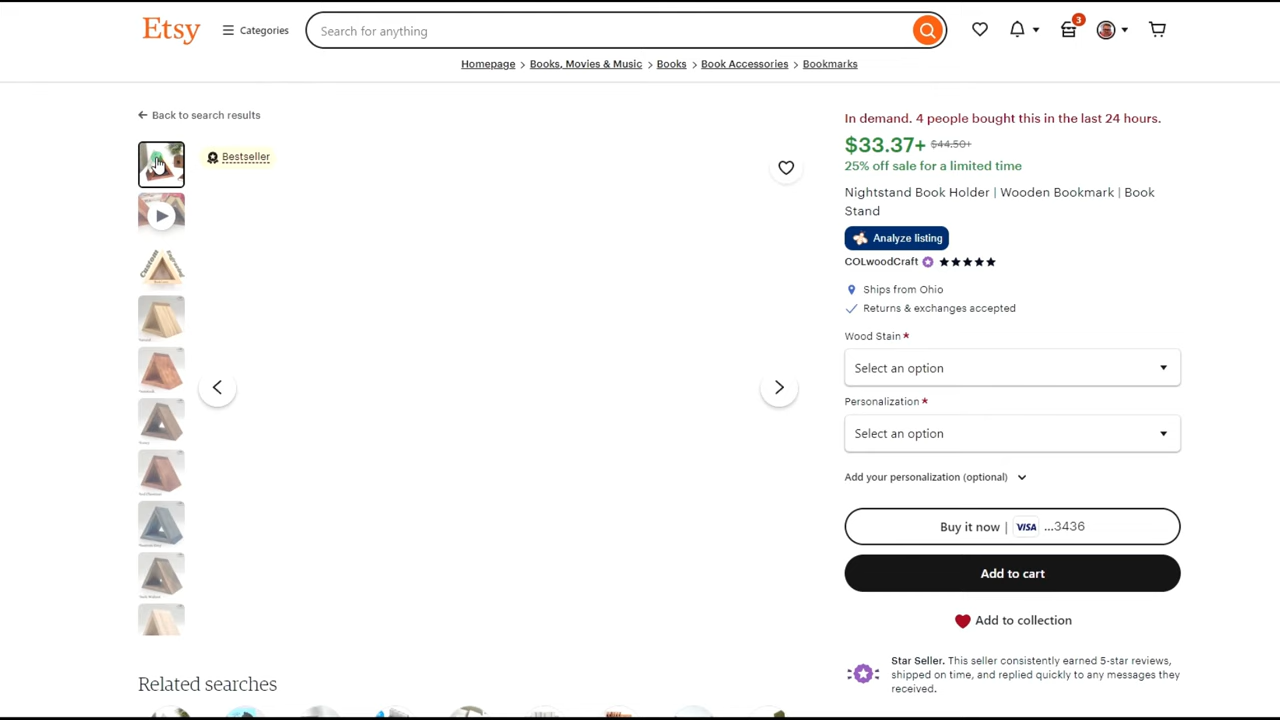 Etsy
Categories
Search for anything
3
Homepage > Books, Movies & Music > Books > Book Accessories > Bookmarks
Back to search results
Bestseller
In demand. 4 people bought this in the last 24 hours.
$33.37+ $44.50+
25% off sale for a limited time
Nightstand Book Holder | Wooden Bookmark | Book
Stand
Analyze listing
COLwoodCraft
Ships from Ohio
Returns & exchanges accepted
Wood Stain *
Select an option
Personalization *
Select an option
Add your personalization (optional)
Buy it now | VISA ...3436
Add to cart
Add to collection
Star Seller. This seller consistently earned 5-star reviews,
shipped on time, and replied quickly to any messages they
received.
Custom
Related searches